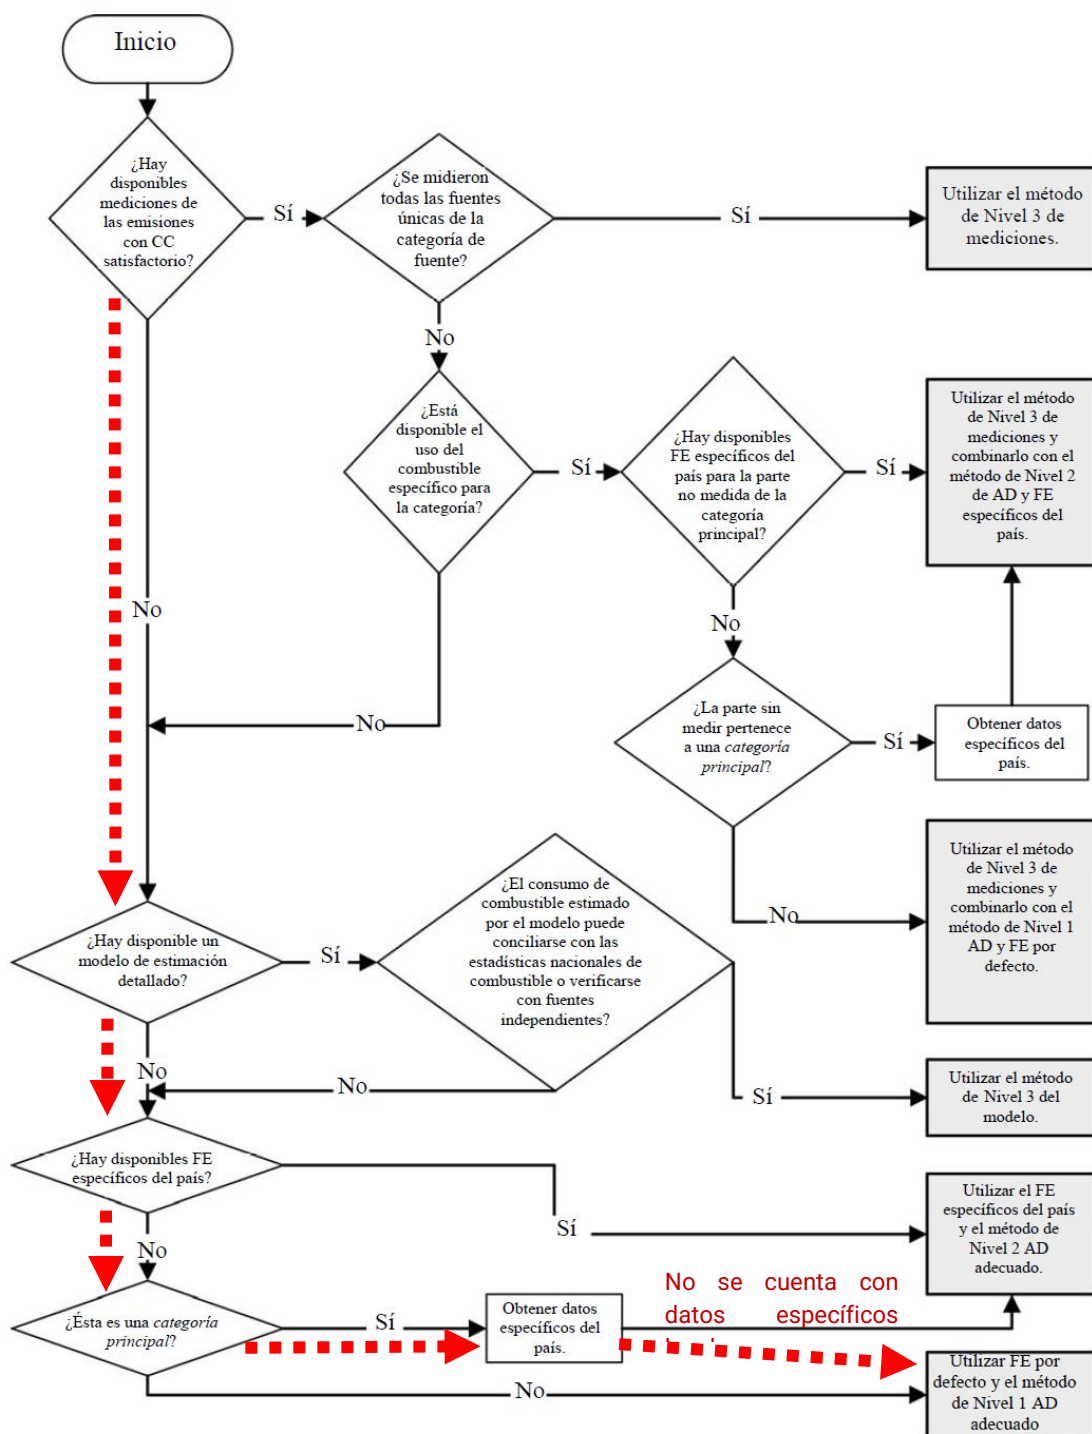 Inicio
¿Hay
disponibles
mediciones de
las emisiones
con CC
satisfactorio?
Sí
¿Se midieron
todas las fuentes
únicas de la
categoría de
fuente?
Sí
Utilizar el método
de Nivel 3 de
mediciones.
No
¿Está
disponible el
uso del
combustible
específico para
la categoría?
Sí
¿Hay disponibles
FE específicos del
país para la parte
no medida de la
categoría
principal?
Sí
Utilizar el método
de Nivel 3 de
mediciones y
combinarlo con el
método de Nivel 2
de AD y FE
específicos del
país.
No
No
No
¿La parte sin
medir pertenece
a una categoría
principal?
Sí
Obtener datos
específicos del
país.
No
Utilizar el método
de Nivel 3 de
mediciones y
combinarlo con el
método de Nivel 1
AD y FE por
defecto.
¿Hay disponible un
modelo de estimación
detallado?
Sí
¿El consumo de
combustible estimado
por el modelo puede
conciliarse con las
estadísticas nacionales de
combustible o verificarse
con fuentes
independientes?
No
No
Sí
Utilizar el método
de Nivel 3 del
modelo.
¿Hay disponibles FE
específicos del país?
Sí
Utilizar el FE
específicos del país
y el método de
Nivel 2 AD
adecuado.
No
¿Ésta es una categoría
principal?
Sí
Obtener datos
específicos del
país.
No se cuenta con
datos específicos
No
Utilizar FE por
defecto y el método
de Nivel 1 AD
adecuado